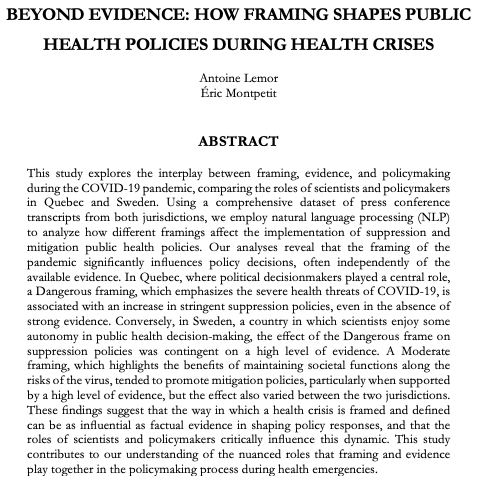 BEYOND EVIDENCE: HOW FRAMING SHAPES PUBLIC
HEALTH POLICIES DURING HEALTH CRISES
Antoine Lemor
Éric Montpetit
ABSTRACT
This study explores the interplay between framing, evidence, and policymaking
during the COVID-19 pandemic, comparing the roles of scientists and policymakers
in Quebec and Sweden. Using a comprehensive dataset of press conference
transcripts from both jurisdictions, we employ natural language processing (NLP)
to analyze how different framings affect the implementation of suppression and
mitigation public health policies. Our analyses reveal that the framing of the
pandemic significantly influences policy decisions, often independently of the
available evidence. In Quebec, where political decisionmakers played a central role,
a Dangerous framing, which emphasizes the severe health threats of COVID-19, is
associated with an increase in stringent suppression policies, even in the absence of
strong evidence. Conversely, in Sweden, a country in which scientists enjoy some
autonomy in public health decision-making, the effect of the Dangerous frame on
suppression policies was contingent on a high level of evidence. A Moderate
framing, which highlights the benefits of maintaining societal functions along the
risks of the virus, tended to promote mitigation policies, particularly when supported
by a high level of evidence, but the effect also varied between the two jurisdictions.
These findings suggest that the way in which a health crisis is framed and defined
can be as influential as factual evidence in shaping policy responses, and that the
roles of scientists and policymakers critically influence this dynamic. This study
contributes to our understanding of the nuanced roles that framing and evidence
play together in the policymaking process during health emergencies.